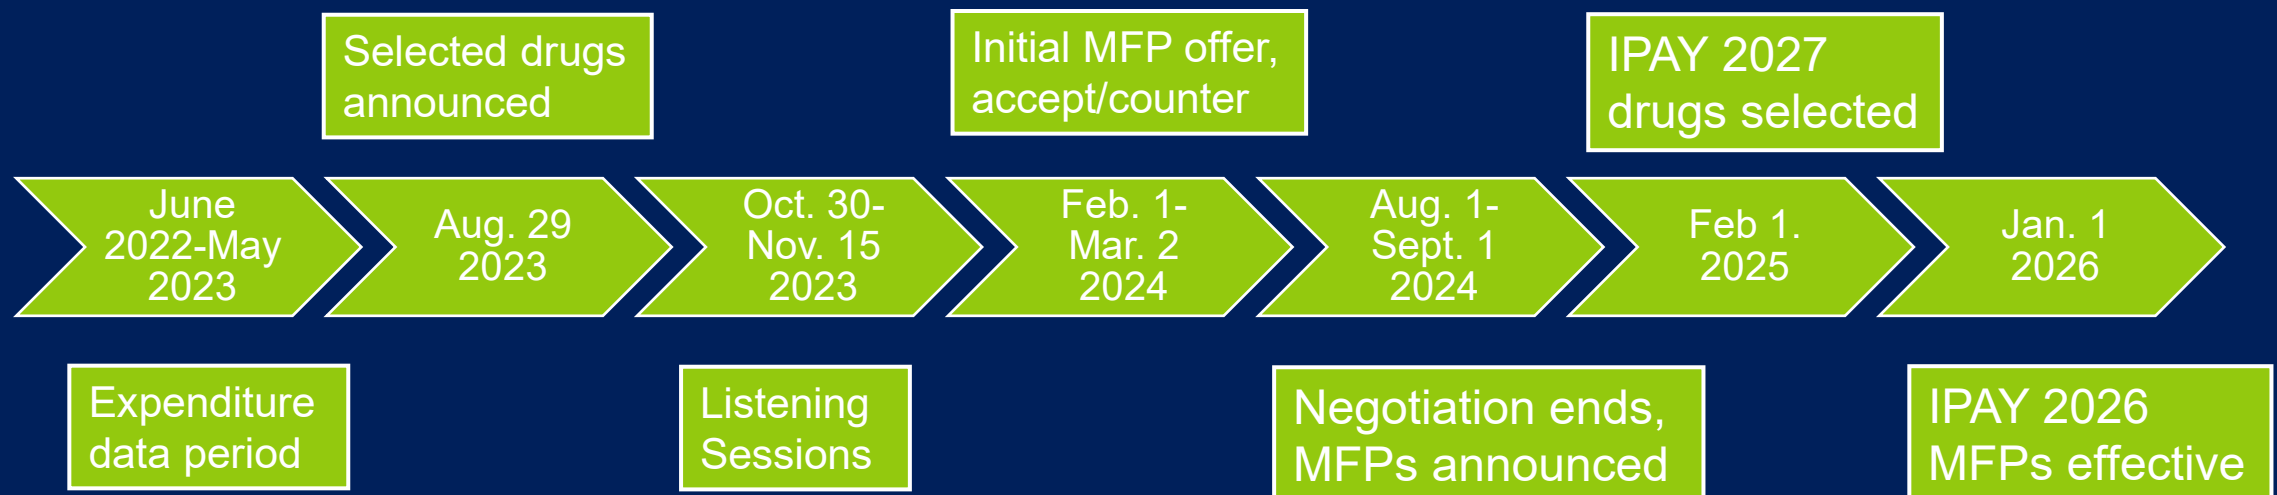 Selected drugs
announced
Initial MFP offer,
accept/counter
IPAY 2027
drugs selected
June
2022-May
2023
Aug. 29
2023
Oct. 30-
Nov. 15
2023
Feb. 1-
Mar. 2
2024
Aug. 1-
Sept. 1
2024
Feb 1.
2025
Jan. 1
2026
Expenditure
data period
Listening
Sessions
Negotiation ends,
MFPs announced
IPAY 2026
MFPs effective